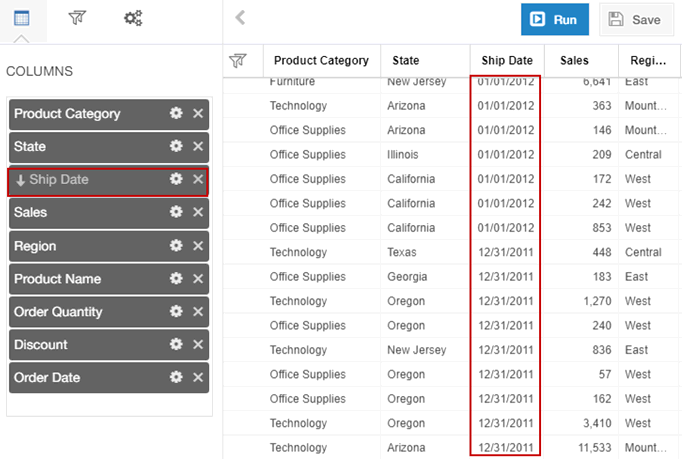 Run
Save
COLUMNS
Product Category
State
Ship Date
Sales
Region
Product Name
Order Quantity
Discount
Order Date
Product Category State Ship Date Sales Regi...
Furniture New Jersey 01/01/2012 6,641 East
Technology Arizona 01/01/2012 363 Mount...
Office Supplies Arizona 01/01/2012 146 Mount...
Office Supplies Illinois 01/01/2012 209 Central
Office Supplies California 01/01/2012 172 West
Office Supplies California 01/01/2012 242 West
Office Supplies California 01/01/2012 853 West
Technology Texas 12/31/2011 448 Central
Office Supplies Georgia 12/31/2011 183 East
Technology Oregon 12/31/2011 1,270 West
Office Supplies Oregon 12/31/2011 240 West
Technology New Jersey 12/31/2011 836 East
Office Supplies Oregon 12/31/2011 57 West
Office Supplies Oregon 12/31/2011 162 West
Technology Oregon 12/31/2011 3,410 West
Technology Arizona 12/31/2011 11,533 Mount...